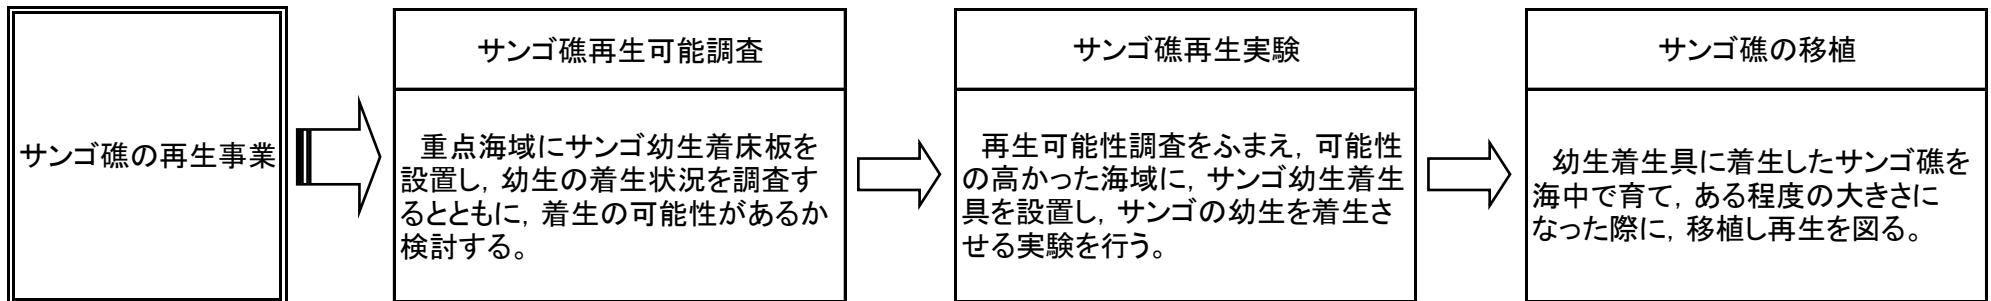 サンゴ礁の再生事業
サンゴ礁再生可能調査
重点海域にサンゴ幼生着床板を
設置し，幼生の着生状況を調査す
るとともに，着生の可能性があるか
検討する。
サンゴ礁再生実験
再生可能性調査をふまえ，可能性
の高かった海域に，サンゴ幼生着生
具を設置し，サンゴの幼生を着生さ
せる実験を行う。
サンゴ礁の移植
幼生着生具に着生したサンゴ礁を
海中で育て，ある程度の大きさに
なった際に，移植し再生を図る。